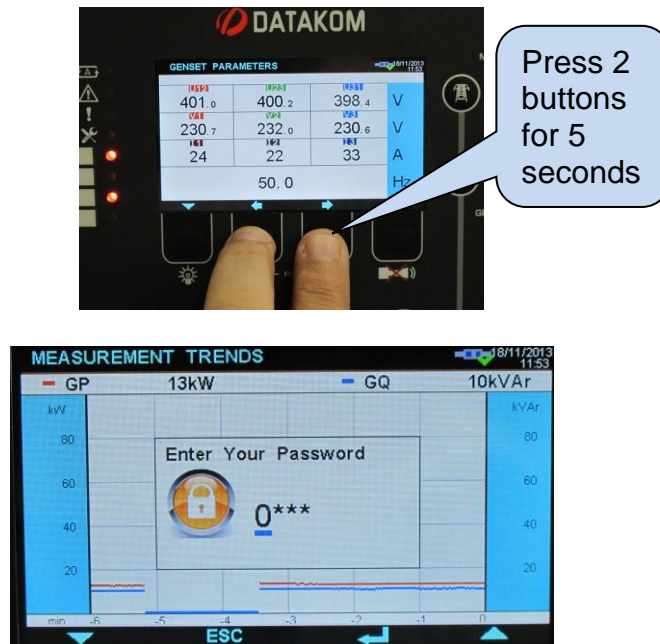 DATAKOM
GENSET PARAMETERS
18/11/2013
11:53
U12 U23 U31
401.0 400.2 398.4 V
V1 V2 V3
230.7 232.0 230.6 V
I1 I2 I3
24 22 33 A
50.0 Hz
Press 2
buttons
for 5
seconds
MEASUREMENT TRENDS
18/11/2013
11:53
GP 13kW GQ 10kVAr
kW kVAr
80 80
Enter Your Password
60 60
0***
40 40
20 20
min -6 -5 -4 -3 -2 -1 0
ESC